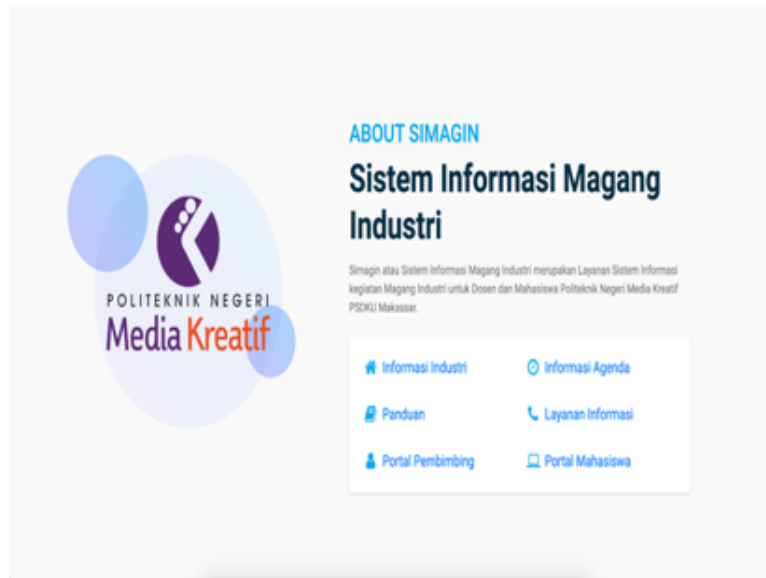 ABOUT SIMAGIN
Sistem Informasi Magang
Industri
Simagin atau Sistem Informasi Magang Industri merupakan Layanan Sistem Informasi
kegiatan Magang Industri untuk Dosen dan Mahasiswa Politeknik Negeri Media Kreatif
PSDKU Makassar.
POLITEKNIK NEGERI
Media Kreatif
Informasi Industri
Informasi Agenda
Panduan
Layanan Informasi
Portal Pembimbing
Portal Mahasiswa